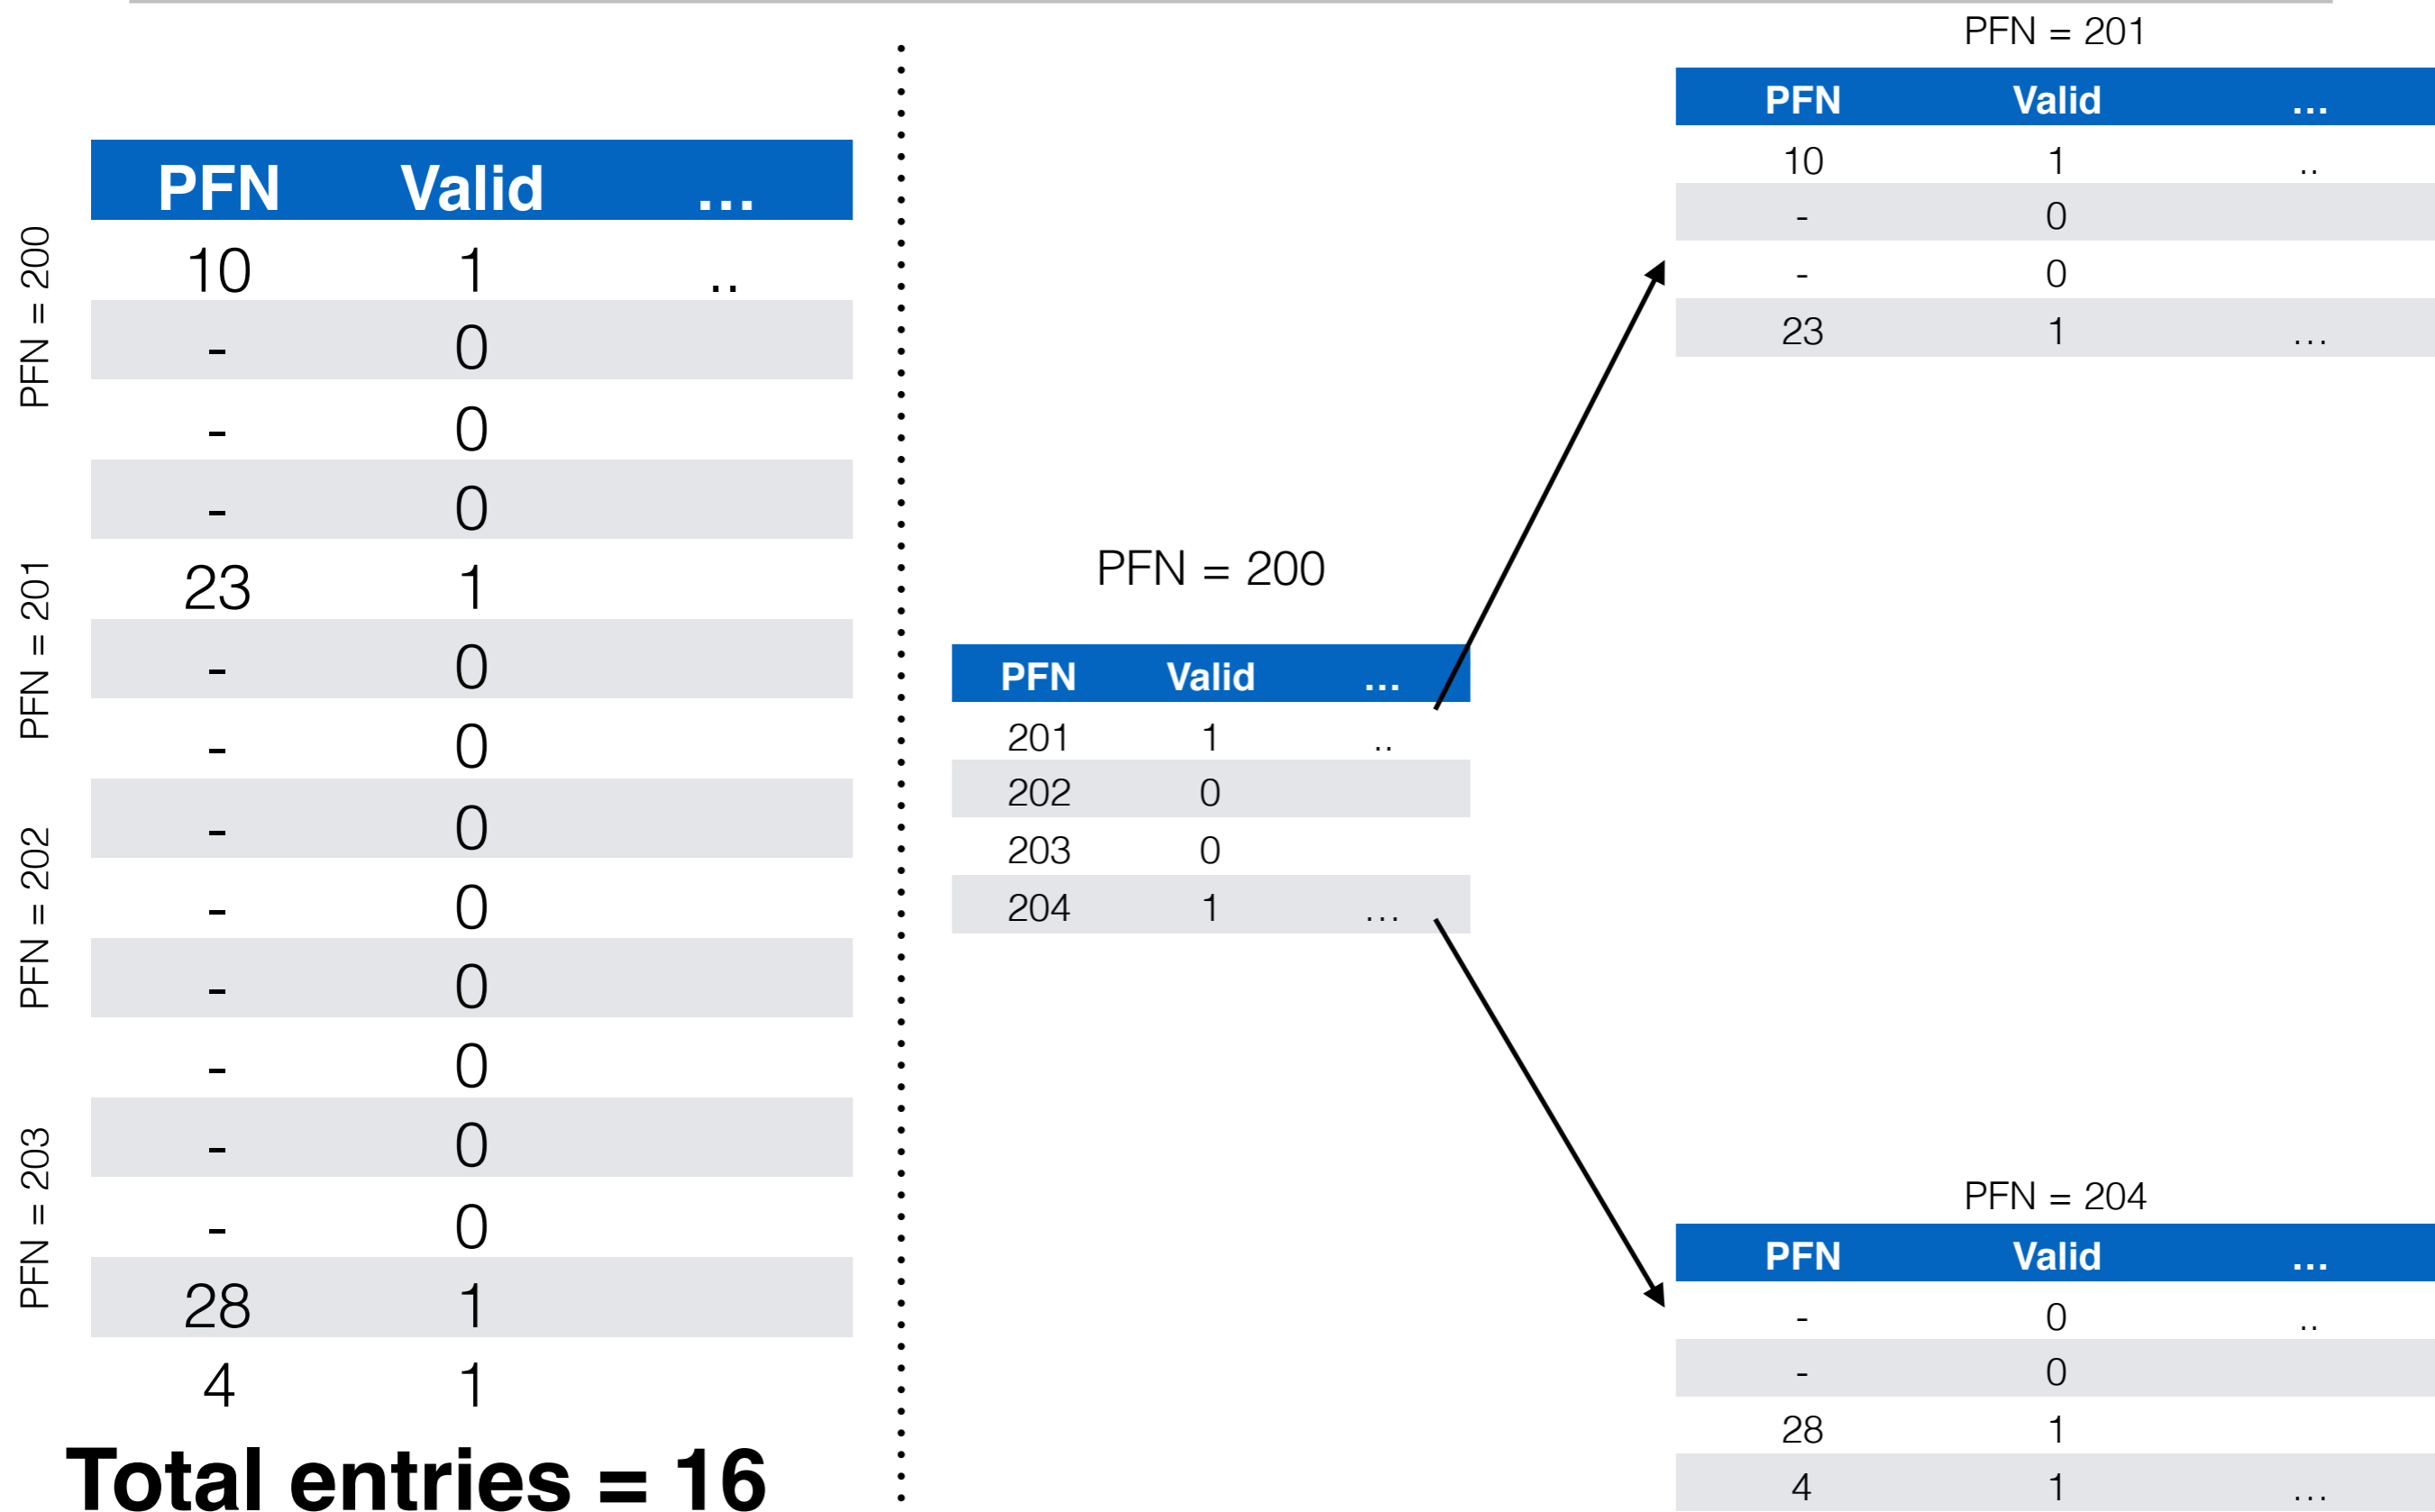 PFN = 200
PFN = 201
PFN = 202
PFN = 203
PFN Valid ...
10 1 ..
- 0
- 0
- 0
23 1
- 0
- 0
- 0
- 0
- 0
- 0
- 0
- 0
28 1
4 1
Total entries = 16
PFN = 200
PFN Valid ...
201 1 ..
202 0
203 0
204 1 ...
PFN = 201
PFN Valid ...
10 1 ..
- 0
- 0
23 1 ...
PFN = 204
PFN Valid ...
- 0 ..
- 0
28 1
4 1 ...